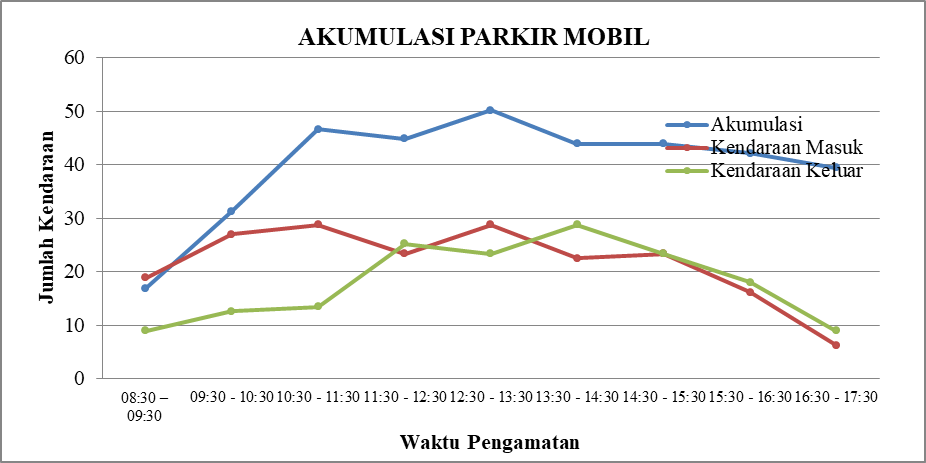 AKUMULASI PARKIR MOBIL
60
50
40
30
20
10
0
Jumlah Kendaraan
Akumulasi
Kendaraan Masuk
Kendaraan Keluar
08:30 –
09:30
09:30 - 10:30
10:30 - 11:30
11:30 - 12:30
12:30 - 13:30
13:30 - 14:30
14:30 - 15:30
15:30 - 16:30
16:30 - 17:30
Waktu Pengamatan